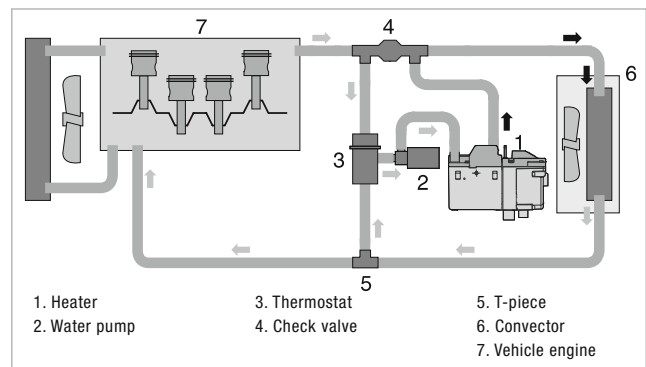 7
4
6
1
3
2
5
1. Heater
3. Thermostat
5. T-piece
2. Water pump
4. Check valve
6. Convector
7. Vehicle engine